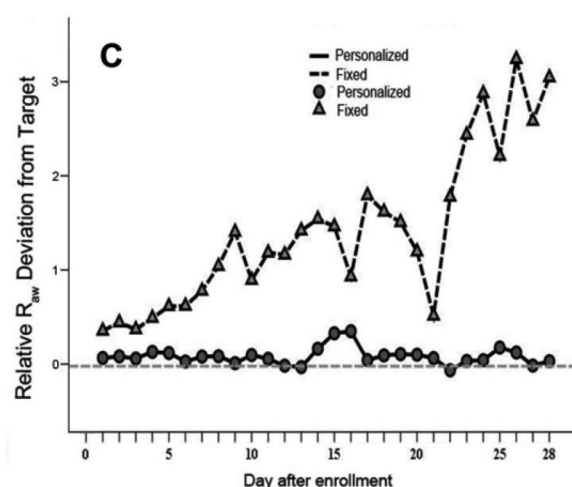 C
Personalized
Fixed
Personalized
Fixed
3
2
1
0
Relative Raw Deviation from Target
0 5 10 15 20 25 28
Day after enrollment